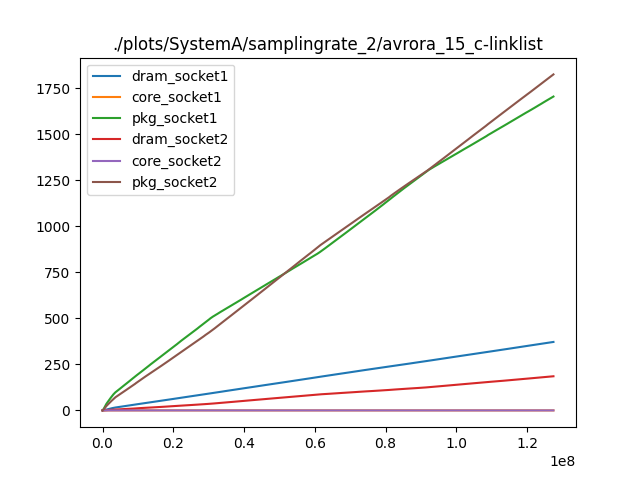 ./plots/SystemA/samplingrate_2/avrora_15_c-linklist
dram_socket1
core_socket1
pkg_socket1
dram_socket2
core_socket2
pkg_socket2
1750
1500
1250
1000
750
500
250
0
0.0 0.2 0.4 0.6 0.8 1.0 1.2
1e8